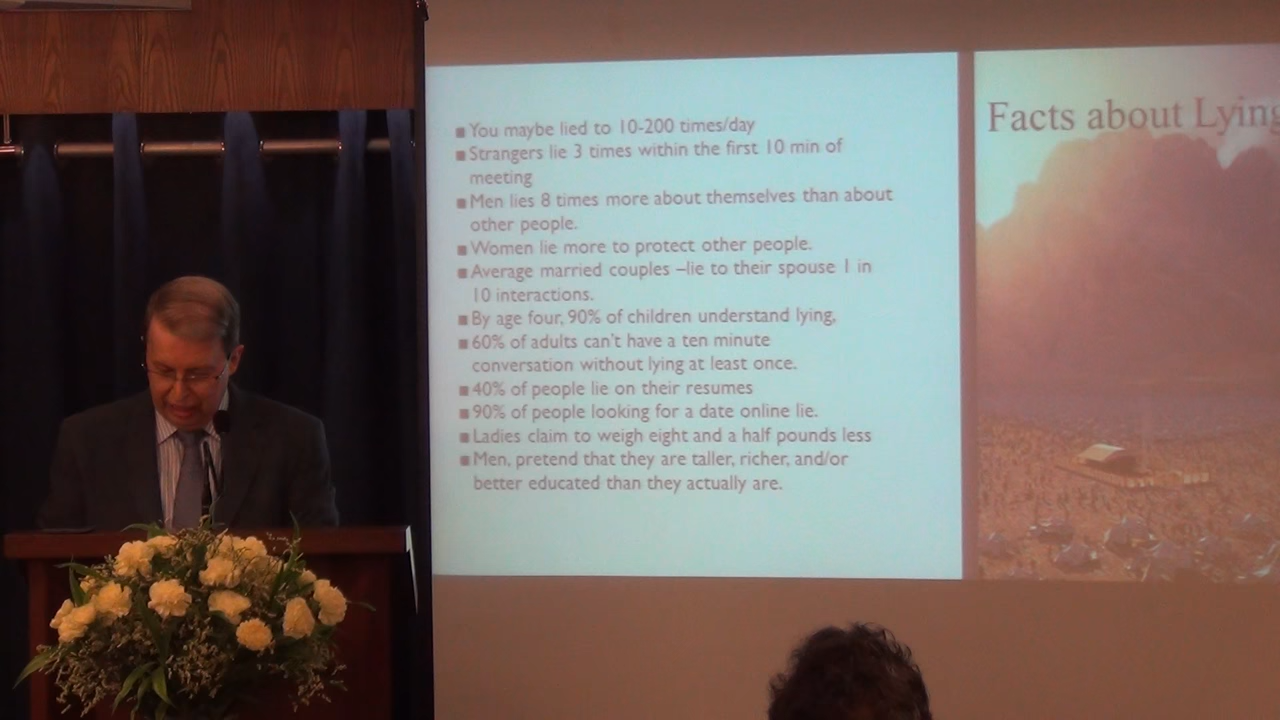 Facts about Lying
■ You maybe lied to 10-200 times/day
■ Strangers lie 3 times within the first 10 min of
meeting
■ Men lies 8 times more about themselves than about
other people.
■ Women lie more to protect other people.
■ Average married couples –lie to their spouse 1 in
10 interactions.
■ By age four, 90% of children understand lying,
■ 60% of adults can't have a ten minute
conversation without lying at least once.
■ 40% of people lie on their resumes
■ 90% of people looking for a date online lie.
■ Ladies claim to weigh eight and a half pounds less
■ Men, pretend that they are taller, richer, and/or
better educated than they actually are.